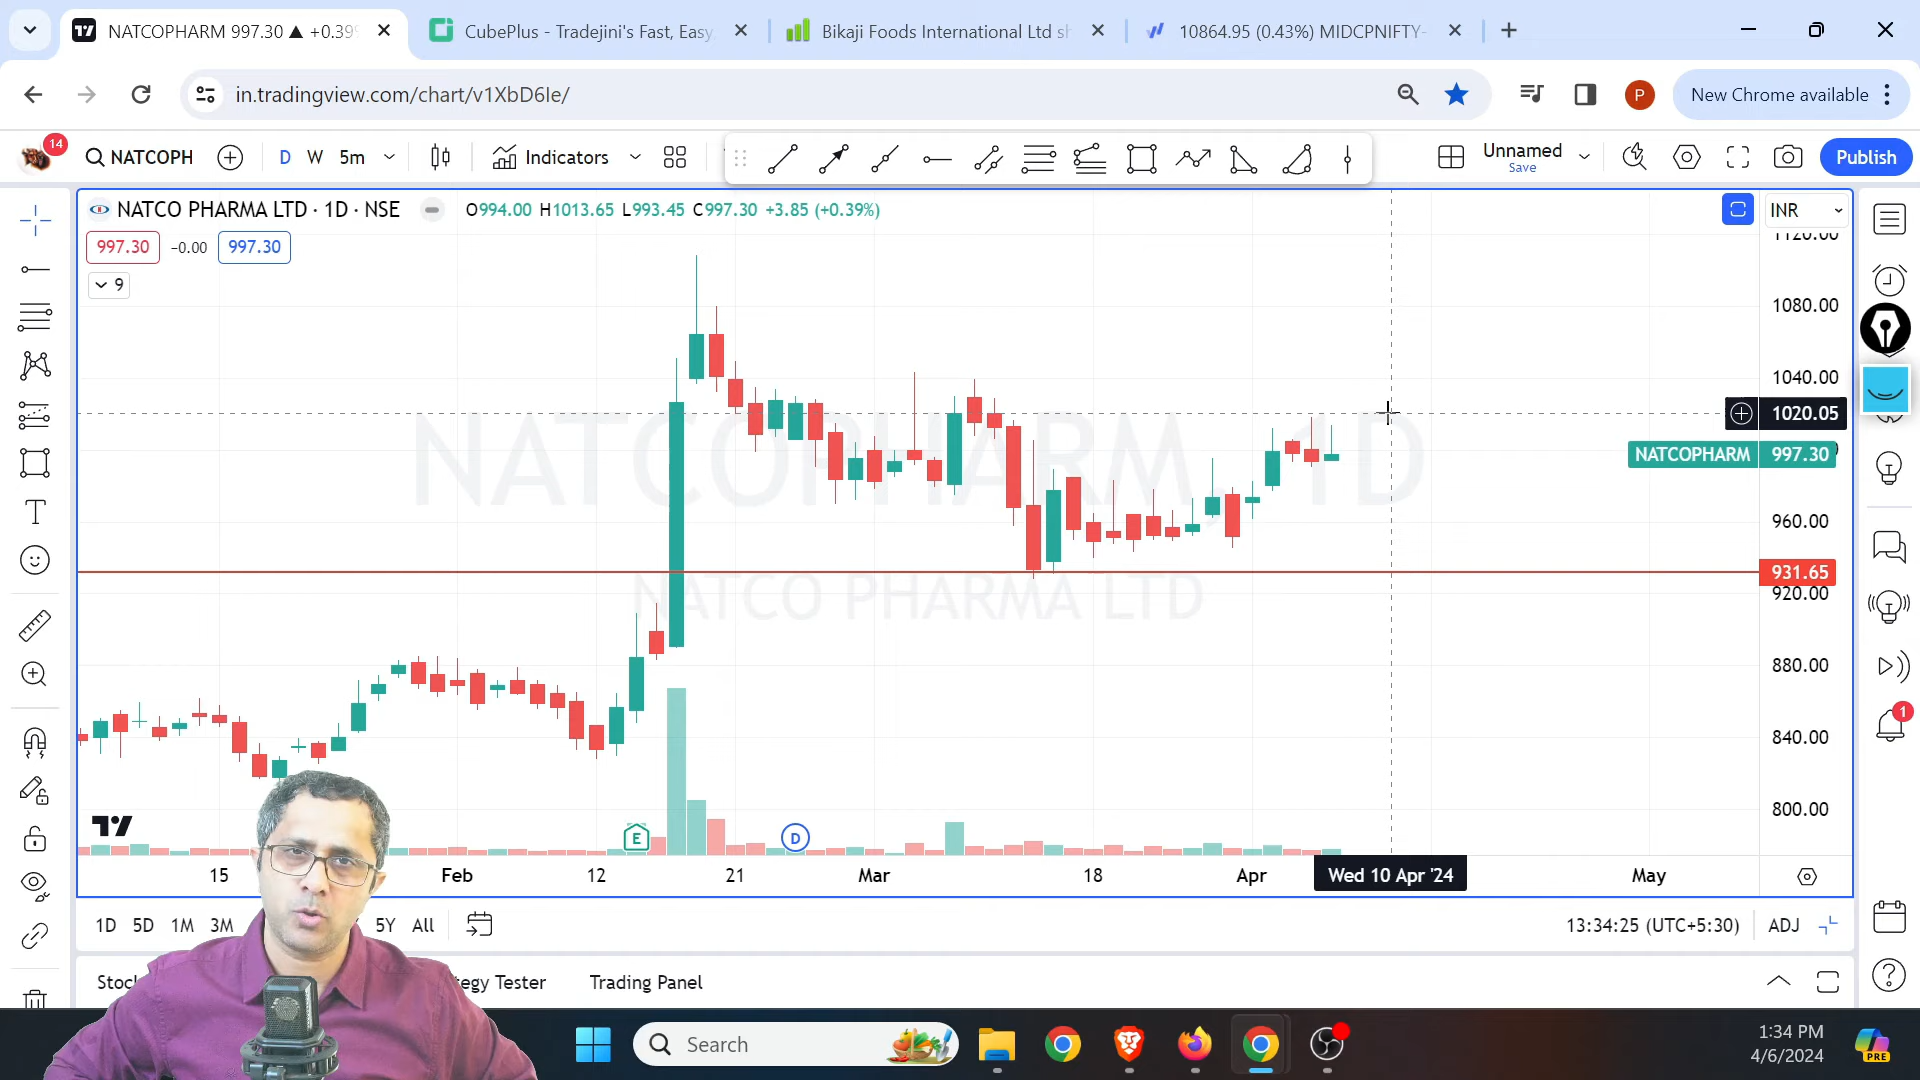 NATCOPHARM 997.30 ▲ +0.39%
CubePlus - Tradejini's Fast, Easy,
Bikaji Foods International Ltd sh
10864.95 (0.43%) MIDCPNIFTY-
in.tradingview.com/chart/v1XbD6Ie/
P
New Chrome available
14
NATCOPH
D
W
5m
Indicators
Unnamed
Save
Publish
NATCO PHARMA LTD · 1D · NSE
O994.00 H1013.65 L993.45 C997.30 +3.85 (+0.39%)
INR
997.30
−0.00
997.30
9
1120.00
1080.00
1040.00
1020.05
NATCOPHARM
997.30
960.00
931.65
920.00
880.00
840.00
800.00
NATCOPHARM, 1D
NATCO PHARMA LTD
E
D
15
Feb
12
21
Mar
18
Apr
Wed 10 Apr '24
May
1D 5D 1M 3M 5Y All
13:34:25 (UTC+5:30)
ADJ
1
Trading Panel
Search
1:34 PM
4/6/2024
PRE